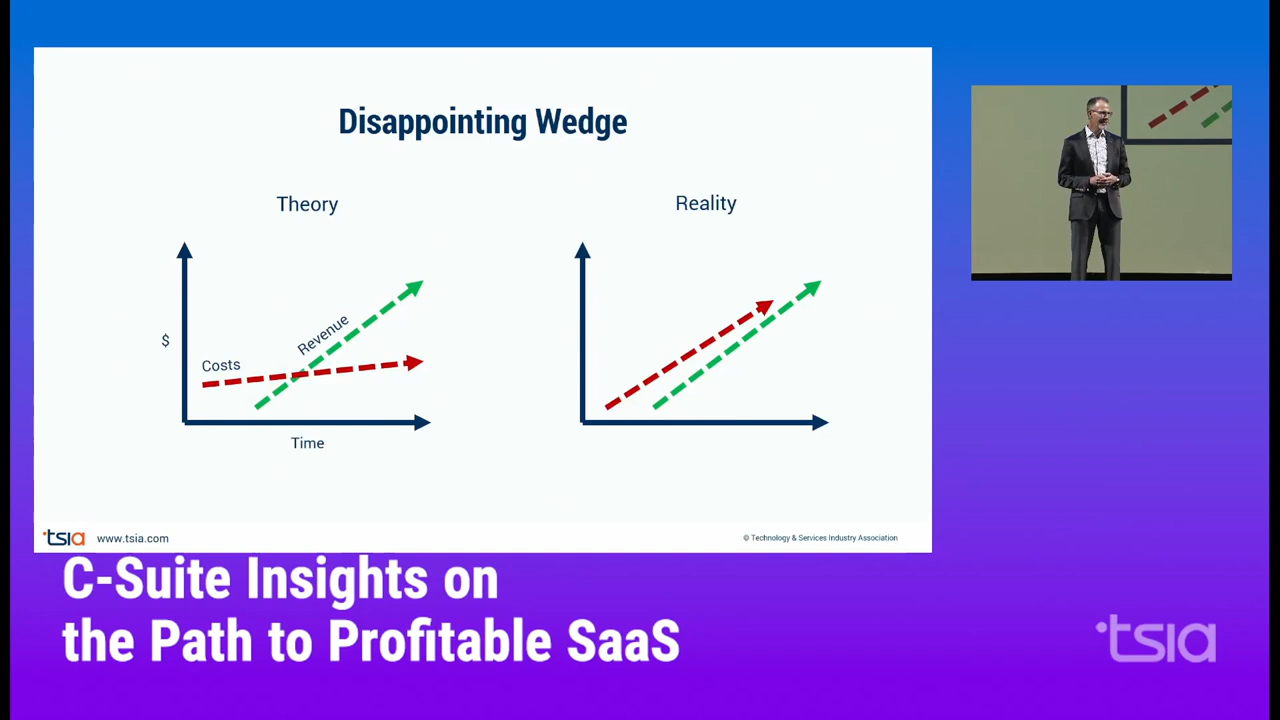 Disappointing Wedge
Theory
$
Costs
Revenue
Time
Reality
tsia www.tsia.com
© Technology & Services Industry Association
C-Suite Insights on
the Path to Profitable SaaS
tsia